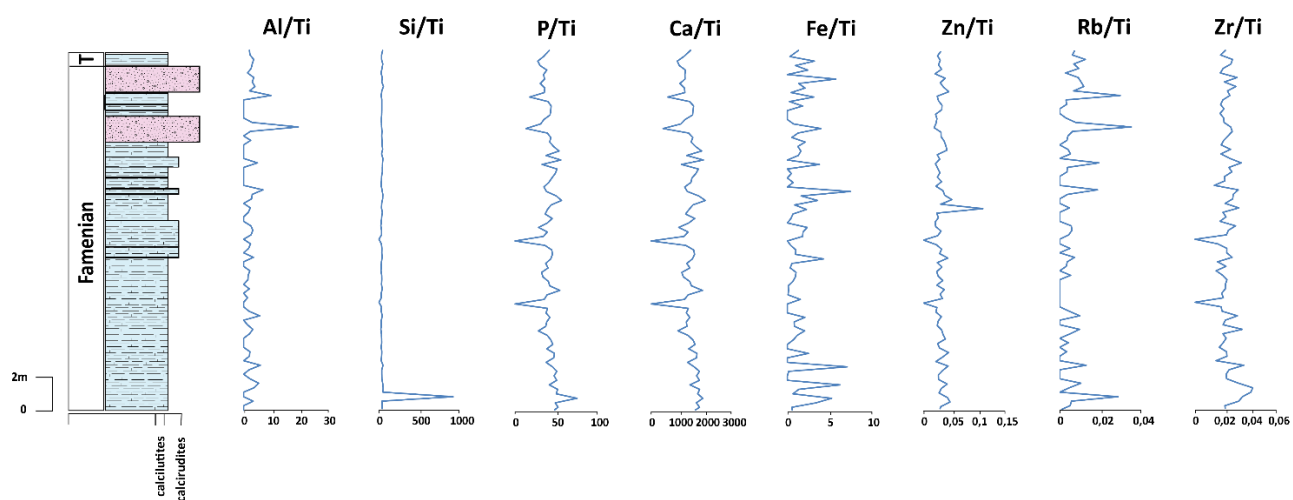 Al/Ti Si/Ti P/Ti Ca/Ti Fe/Ti Zn/Ti Rb/Ti Zr/Ti
T
Famenian
2m
0
0 10 20 30
0 500 1000
0 50 100
0 1000 2000 3000
0 5 10
0 0,05 0,1 0,15
0 0,02 0,04
0 0,02 0,04 0,06
calcilutites
calcirudites